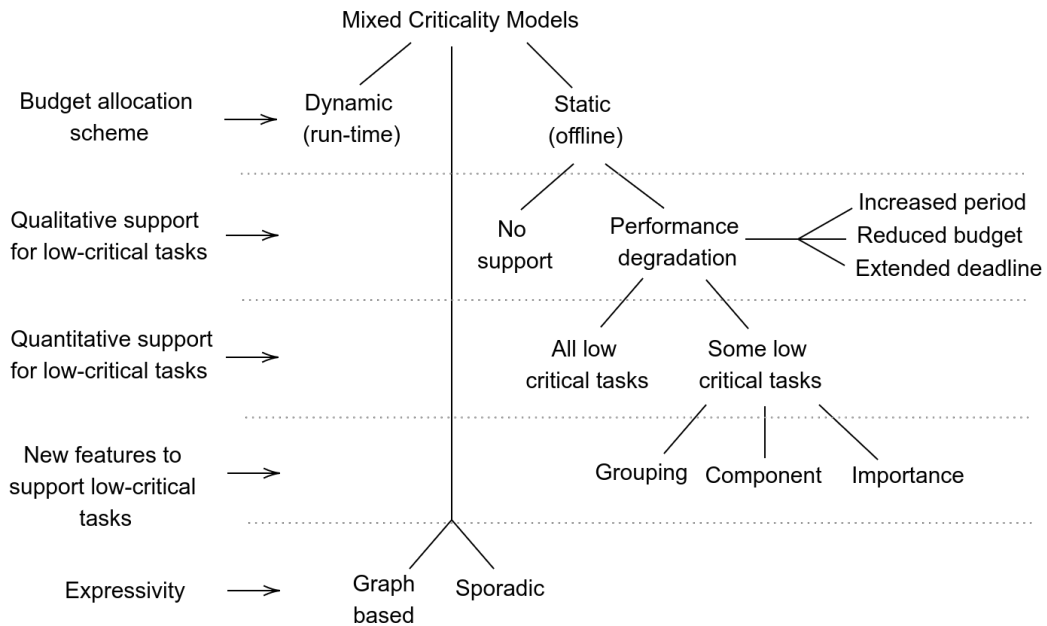 Mixed Criticality Models
Budget allocation
scheme
Dynamic
(run-time)
Static
(offline)
Qualitative support
for low-critical tasks
No
support
Performance
degradation
Increased period
Reduced budget
Extended deadline
Quantitative support
for low-critical tasks
All low
critical tasks
Some low
critical tasks
New features to
support low-critical
tasks
Grouping
Component
Importance
Expressivity
Graph
based
Sporadic